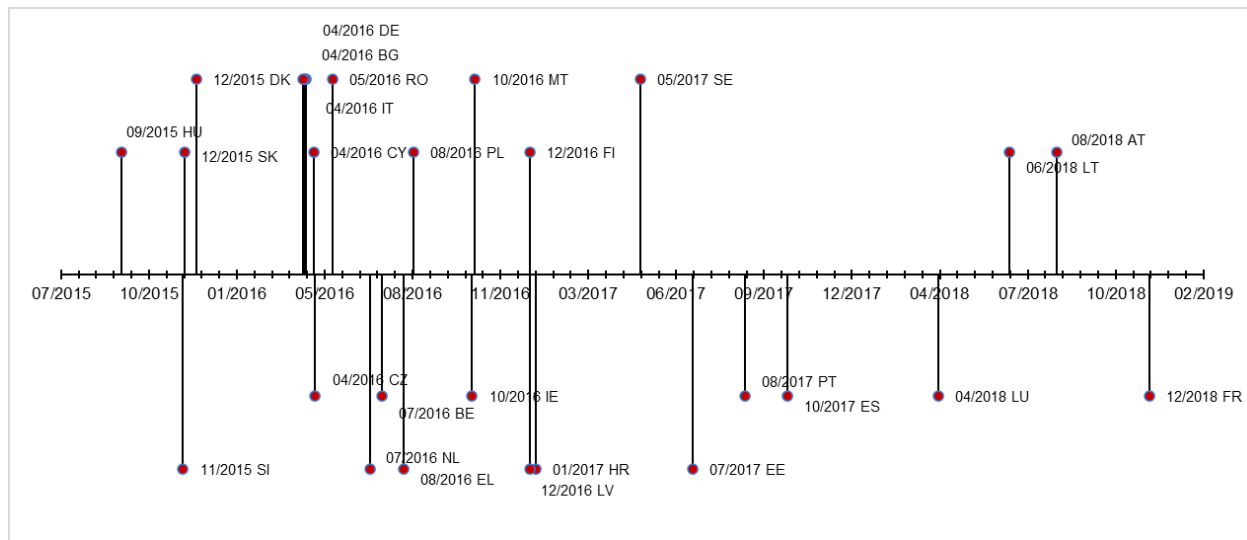 04/2016 DE
04/2016 BG
12/2015 DK
05/2016 RO
10/2016 MT
05/2017 SE
04/2016 IT
09/2015 HU
12/2015 SK
04/2016 CY
08/2016 PL
12/2016 FI
08/2018 AT
06/2018 LT
07/2015 10/2015 01/2016 05/2016 08/2016 11/2016 03/2017 06/2017 09/2017 12/2017 04/2018 07/2018 10/2018 02/2019
04/2016 CZ
07/2016 BE
10/2016 IE
08/2017 PT
10/2017 ES
04/2018 LU
12/2018 FR
11/2015 SI
07/2016 NL
08/2016 EL
01/2017 HR
12/2016 LV
07/2017 EE